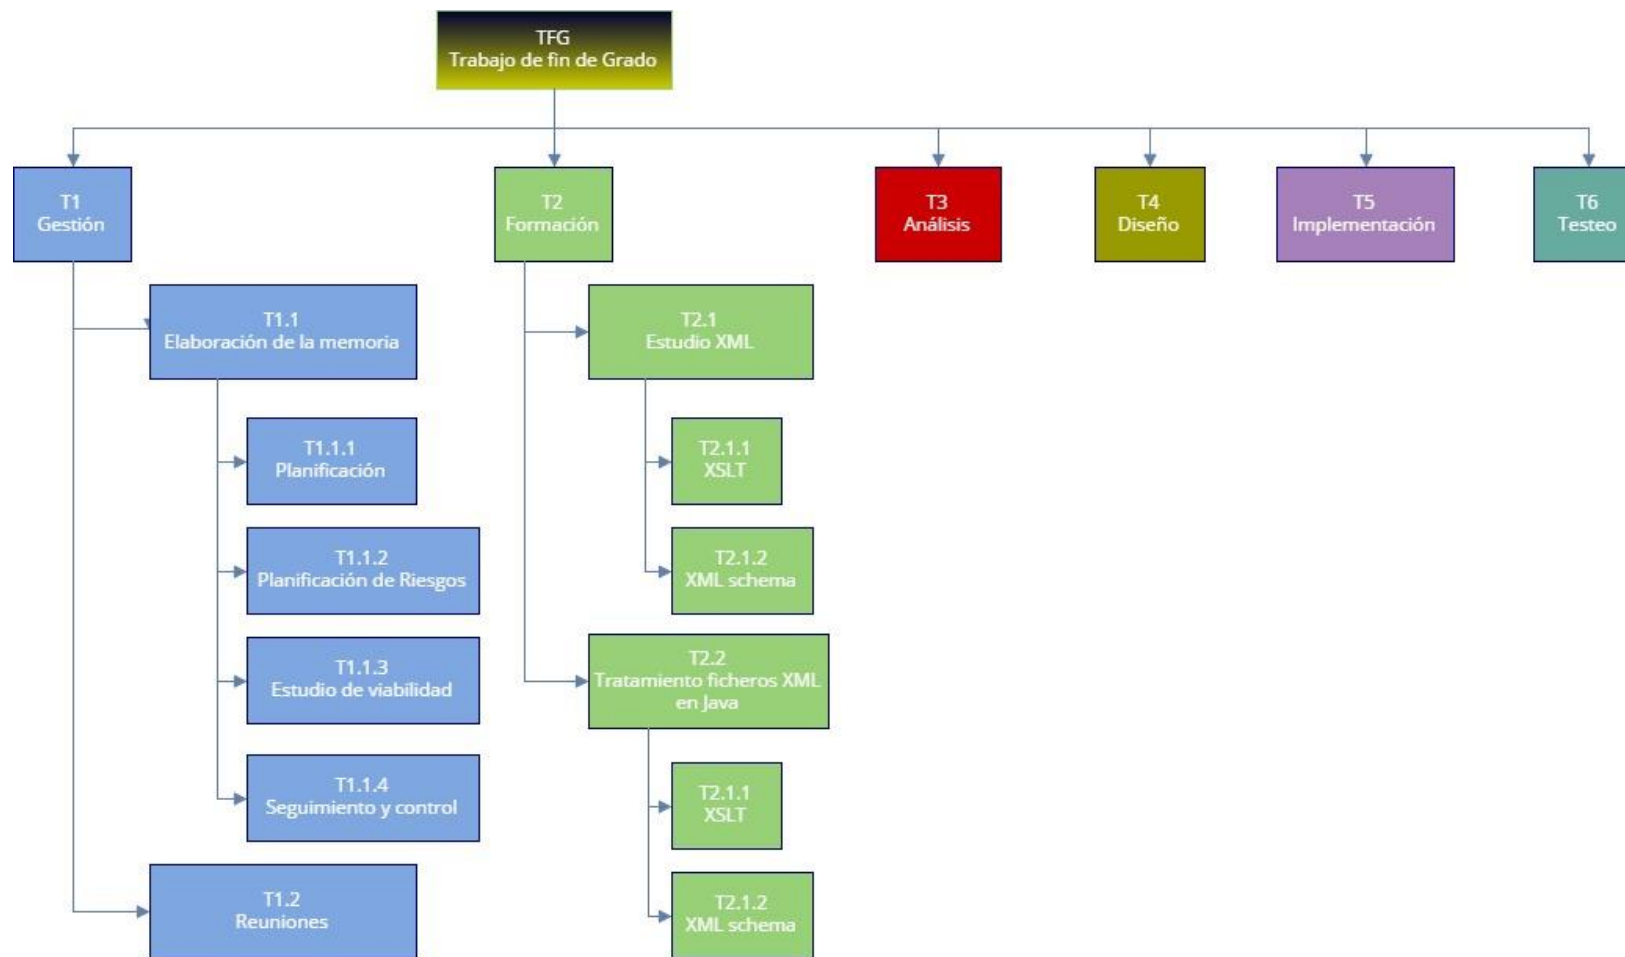 TFG
Trabajo de fin de Grado
T1
Gestión
T2
Formación
T3
Análisis
T4
Diseño
T5
Implementación
T6
Testeo
T1.1
Elaboración de la memoria
T1.1.1
Planificación
T1.1.2
Planificación de Riesgos
T1.1.3
Estudio de viabilidad
T1.1.4
Seguimiento y control
T1.2
Reuniones
T2.1
Estudio XML
T2.1.1
XSLT
T2.1.2
XML schema
T2.2
Tratamiento ficheros XML
en Java
T2.1.1
XSLT
T2.1.2
XML schema